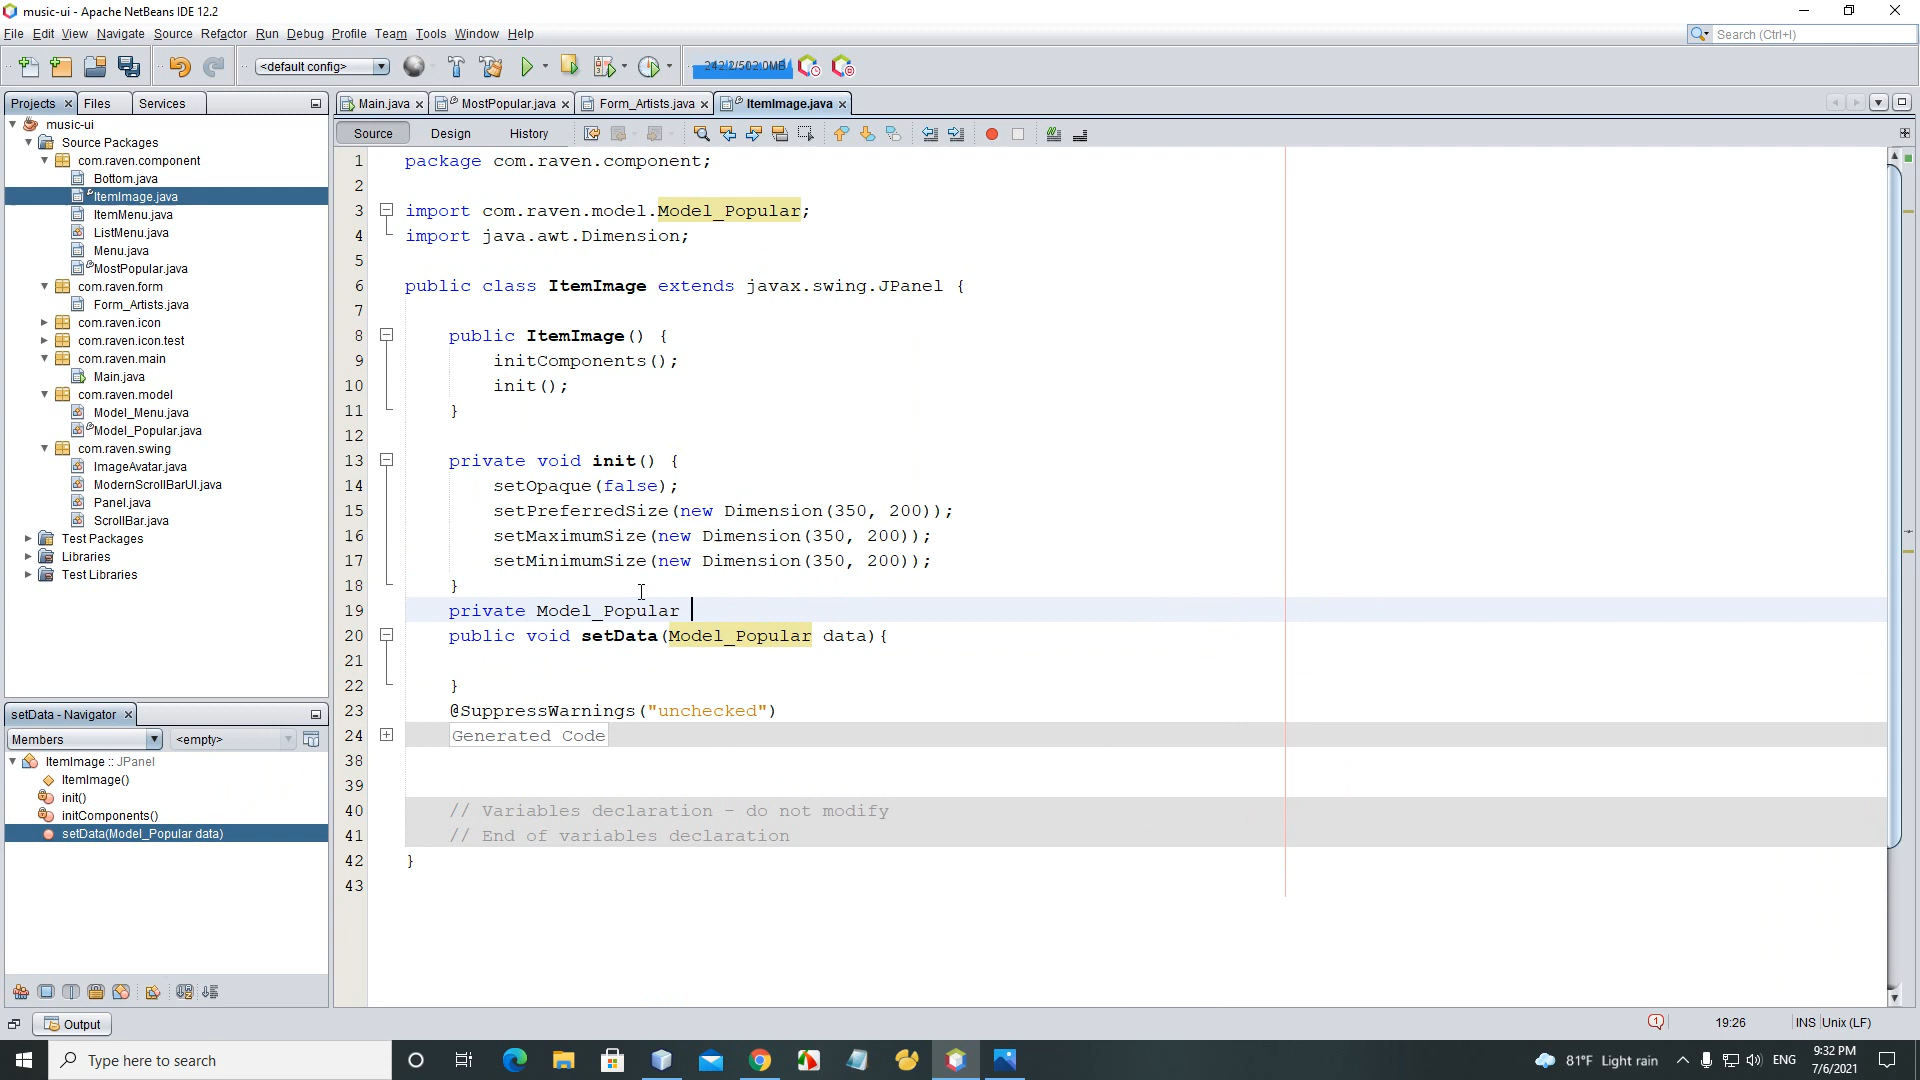 music-ui - Apache NetBeans IDE 12.2
File Edit View Navigate Source Refactor Run Debug Profile Team Tools Window Help
Search (Ctrl+I)
<default config>
242.2/502.0MB
Projects Files Services
Main.java MostPopular.java Form_Artists.java ItemImage.java
Source Design History
music-ui
Source Packages
com.raven.component
Bottom.java
ItemImage.java
ItemMenu.java
ListMenu.java
Menu.java
MostPopular.java
com.raven.form
Form_Artists.java
com.raven.icon
com.raven.icon.test
com.raven.main
Main.java
com.raven.model
Model_Menu.java
Model_Popular.java
com.raven.swing
ImageAvatar.java
ModernScrollBarUI.java
Panel.java
ScrollBar.java
Test Packages
Libraries
Test Libraries
setData - Navigator
Members <empty>
ItemImage :: JPanel
ItemImage()
init()
initComponents()
setData(Model_Popular data)
1 package com.raven.component;
2
3 import com.raven.model.Model_Popular;
4 import java.awt.Dimension;
5
6 public class ItemImage extends javax.swing.JPanel {
7
8 public ItemImage() {
9 initComponents();
10 init();
11 }
12
13 private void init() {
14 setOpaque(false);
15 setPreferredSize(new Dimension(350, 200));
16 setMaximumSize(new Dimension(350, 200));
17 setMinimumSize(new Dimension(350, 200));
18 }
19 private Model_Popular
20 public void setData(Model_Popular data){
21
22 }
23 @SuppressWarnings("unchecked")
24 Generated Code
38
39
40 // Variables declaration - do not modify
41 // End of variables declaration
42 }
43
Output
1 19:26 INS Unix (LF)
Type here to search
81°F Light rain ENG 9:32 PM
7/6/2021